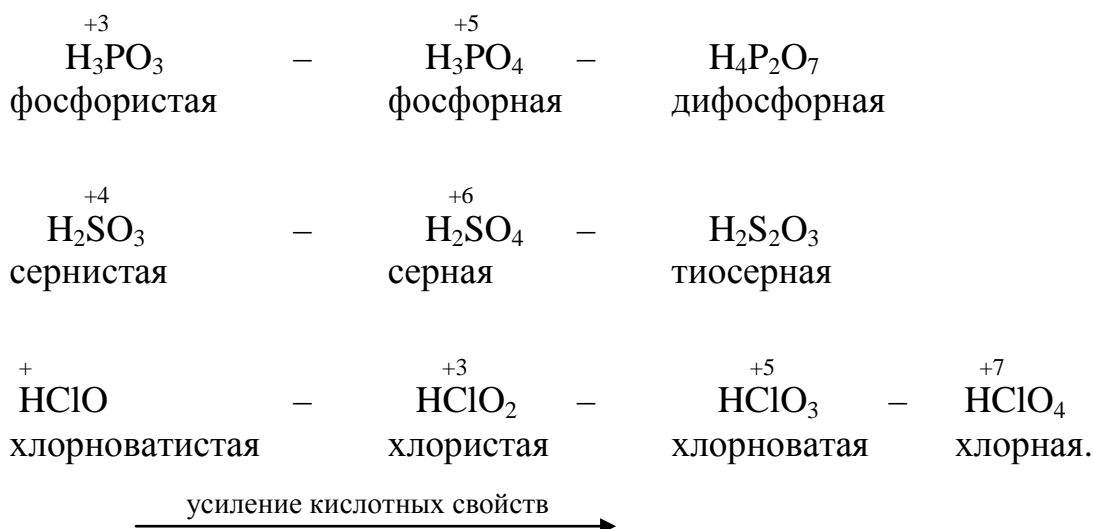 +3 +5
H₃PO₃ – H₃PO₄ – H₄P₂O₇
фосфористая фосфорная дифосфорная
+4 +6
H₂SO₃ – H₂SO₄ – H₂S₂O₃
сернистая серная тиосерная
+ +3 +5 +7
HClO – HClO₂ – HClO₃ – HClO₄
хлорноватистая хлористая хлорноватая хлорная.
усиление кислотных свойств